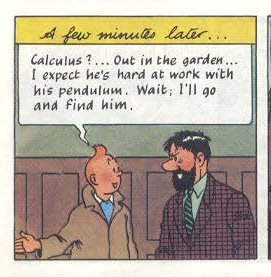 A few minutes later...
Calculus?... Out in the garden...
I expect he's hard at work with
his pendulum. Wait; I'll go
and find him.